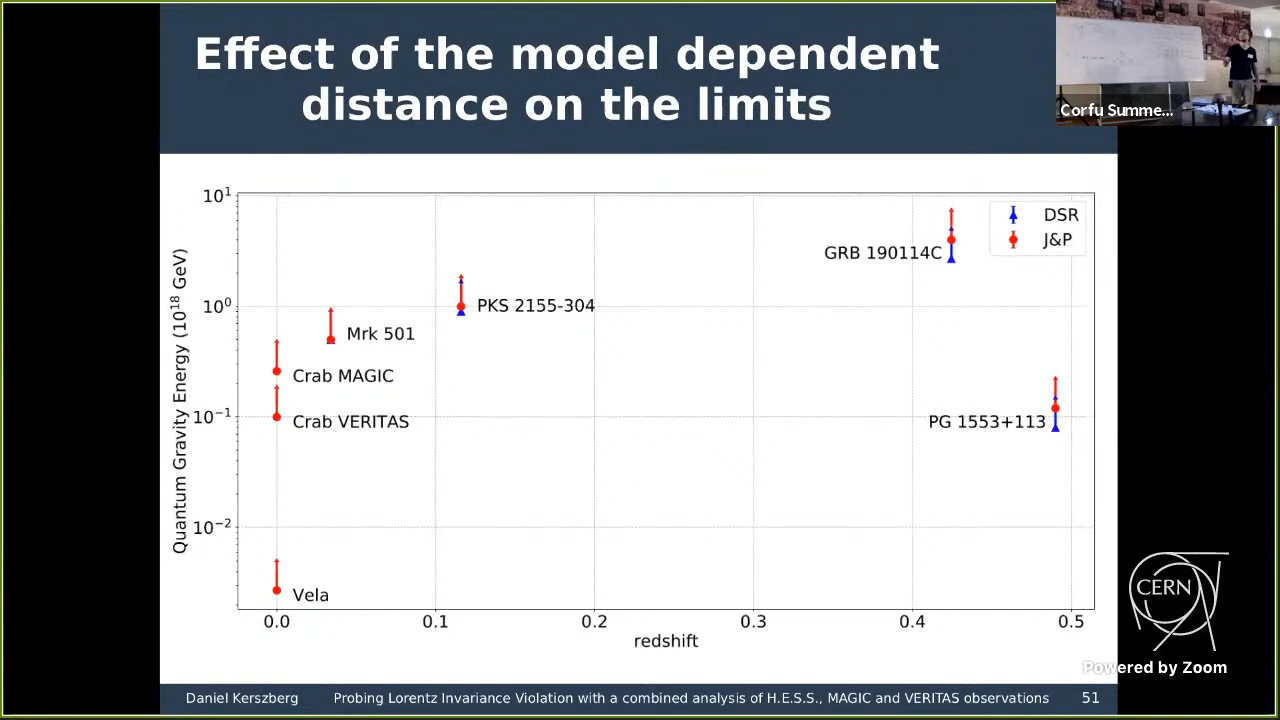 Effect of the model dependent
distance on the limits
Corfu Summe...
Quantum Gravity Energy (10¹⁸ GeV)
10¹
10⁰
10⁻¹
10⁻²
DSR
J&P
GRB 190114C
PKS 2155-304
Mrk 501
Crab MAGIC
Crab VERITAS
PG 1553+113
Vela
0.0 0.1 0.2 0.3 0.4 0.5
redshift
CERN
Powered by Zoom
Daniel Kerszberg Probing Lorentz Invariance Violation with a combined analysis of H.E.S.S., MAGIC and VERITAS observations 51